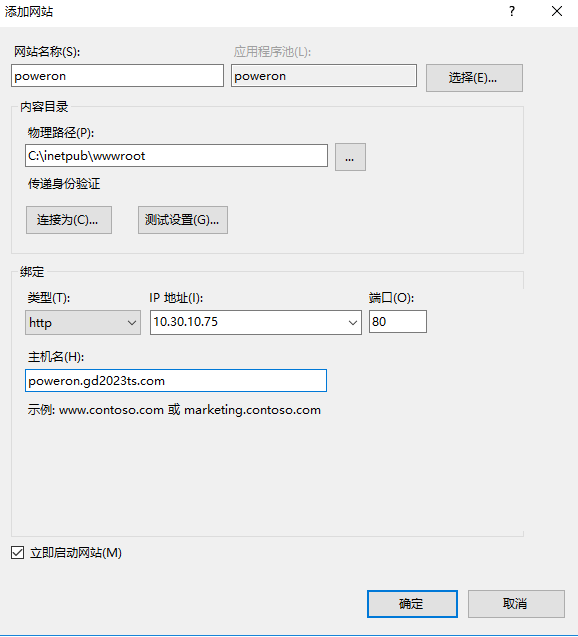 添加网站
?
网站名称(S):
应用程序池(L):
poweron
poweron
选择(E)...
内容目录
物理路径(P):
C:\inetpub\wwwroot
...
传递身份验证
连接为(C)...
测试设置(G)...
绑定
类型(T):
IP 地址(I):
端口(O):
http
10.30.10.75
80
主机名(H):
poweron.gd2023ts.com
示例: www.contoso.com 或 marketing.contoso.com
立即启动网站(M)
确定
取消